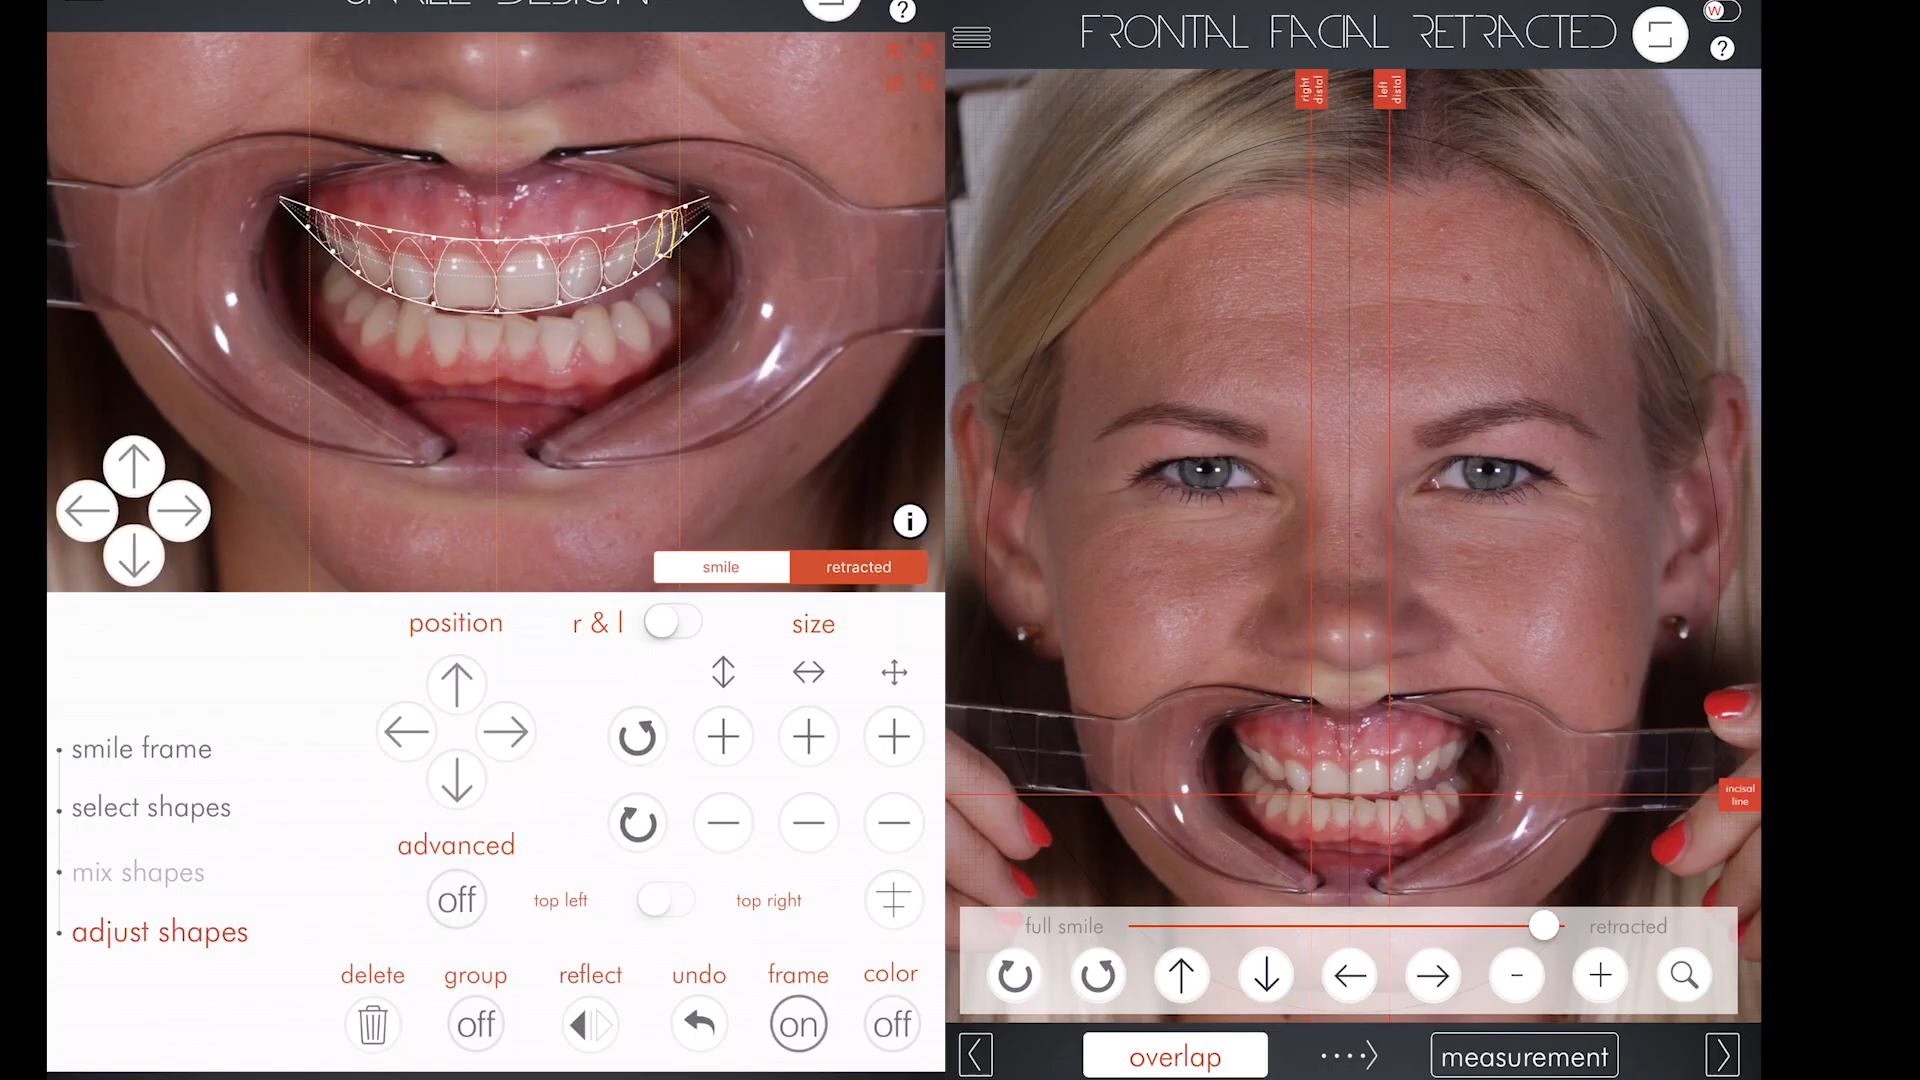 SMILE DESIGN
?
i
smile
retracted
position
r & l
size
smile frame
select shapes
mix shapes
adjust shapes
advanced
off
top left
top right
delete
group
reflect
undo
frame
color
off
on
off
FRONTAL FACIAL RETRACTED
W
?
right
distal
left
distal
incisal
line
full smile
retracted
overlap
measurement